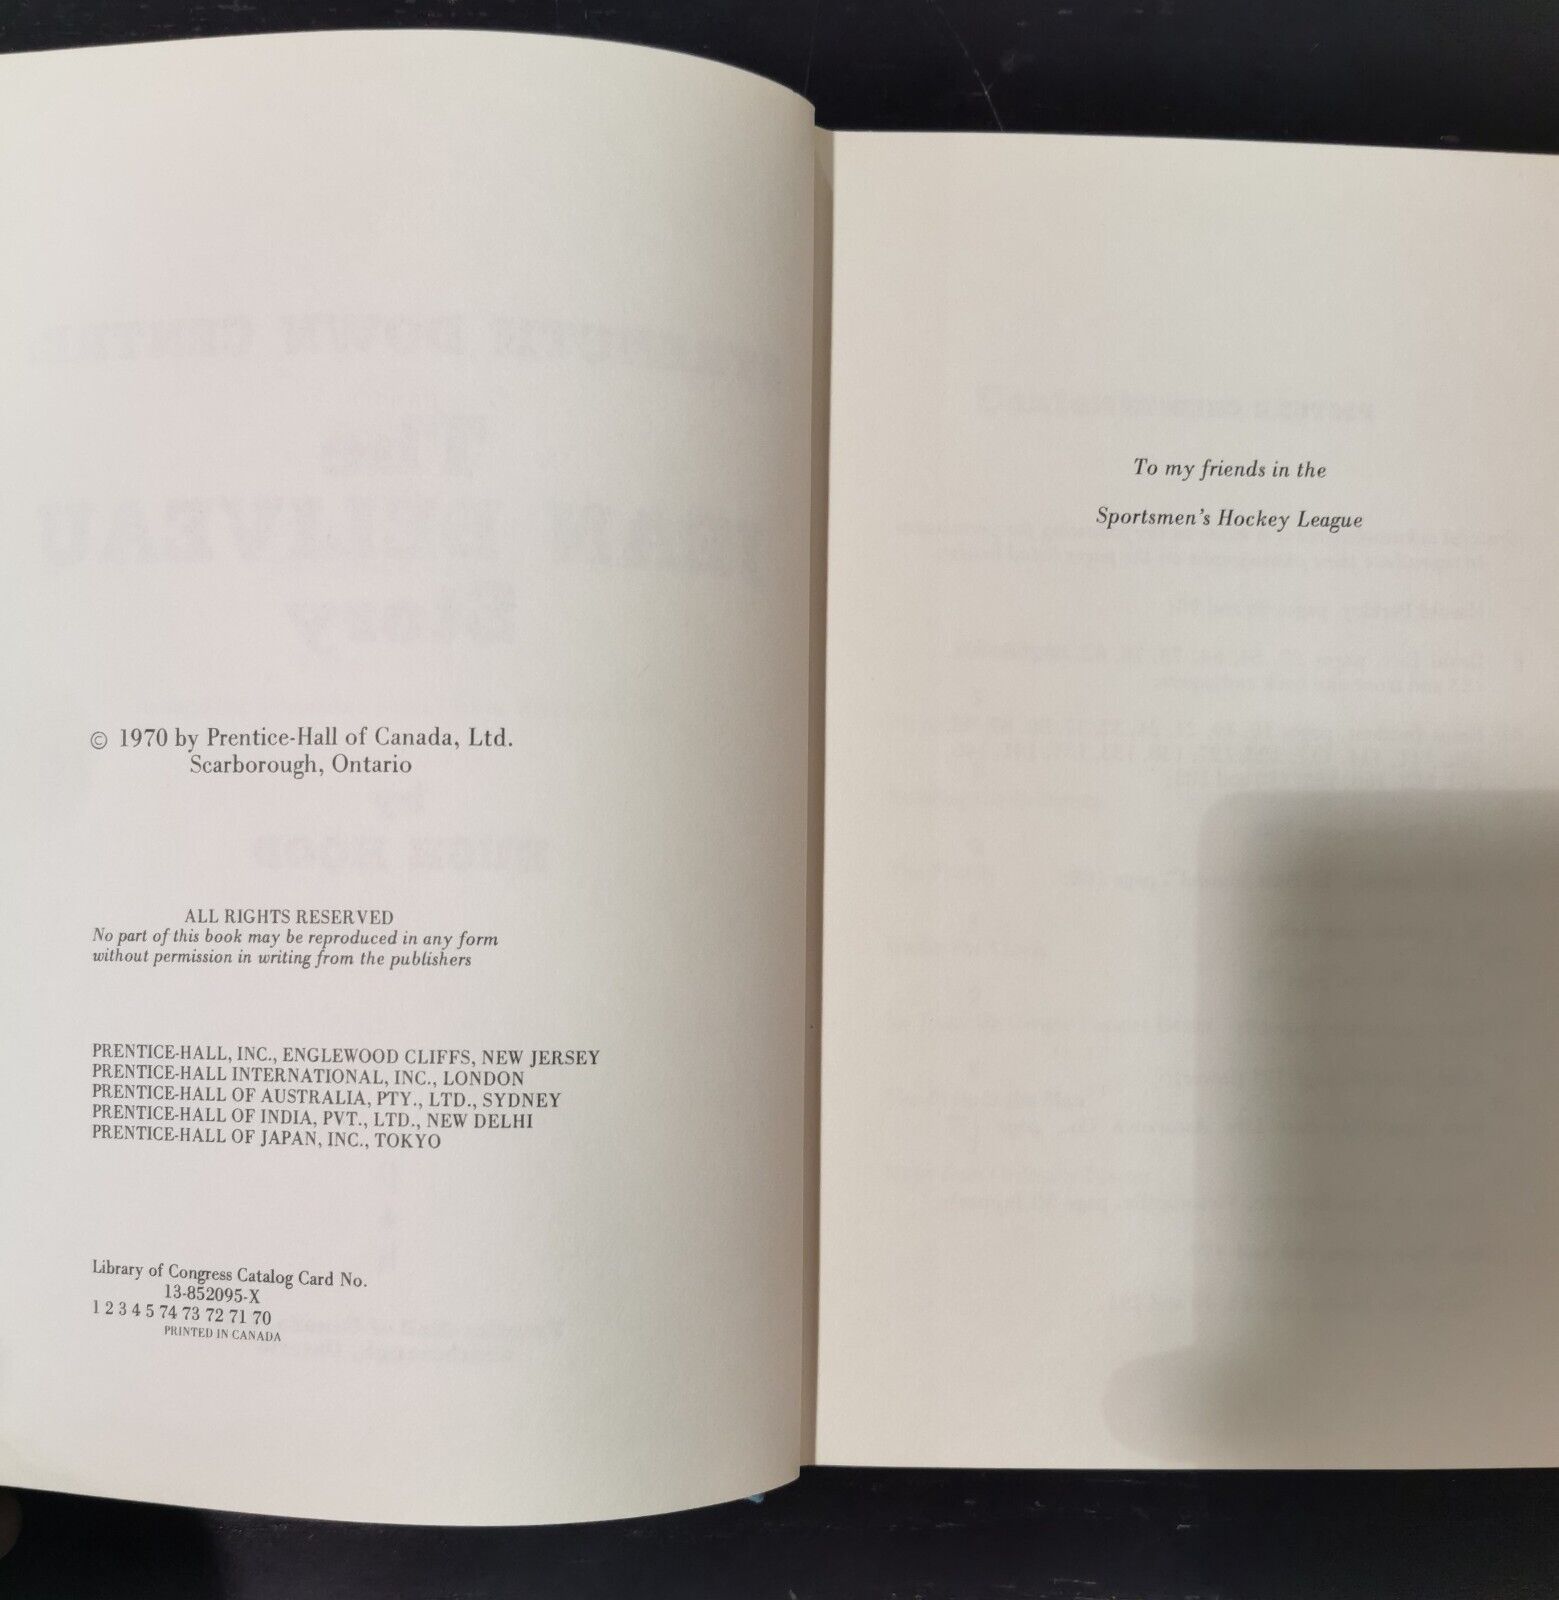 © 1970 by Prentice-Hall of Canada, Ltd.
Scarborough, Ontario
ALL RIGHTS RESERVED
No part of this book may be reproduced in any form
without permission in writing from the publishers
PRENTICE-HALL, INC., ENGLEWOOD CLIFFS, NEW JERSEY
PRENTICE-HALL INTERNATIONAL, INC., LONDON
PRENTICE-HALL OF AUSTRALIA, PTY., LTD., SYDNEY
PRENTICE-HALL OF INDIA, PVT., LTD., NEW DELHI
PRENTICE-HALL OF JAPAN, INC., TOKYO
Library of Congress Catalog Card No.
13-852095-X
1 2 3 4 5 74 73 72 71 70
PRINTED IN CANADA
To my friends in the
Sportsmen's Hockey League